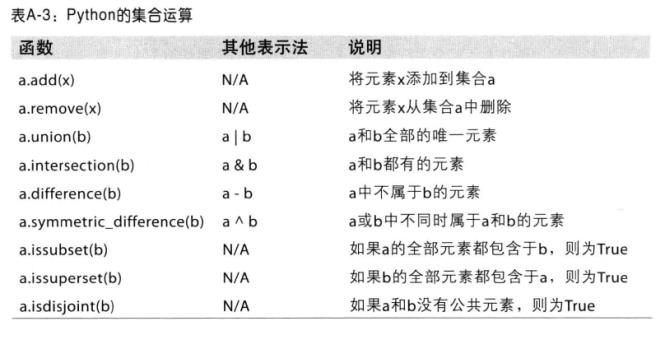 表A-3：Python的集合运算
函数 其他表示法 说明
a.add(x) N/A 将元素x添加到集合a
a.remove(x) N/A 将元素x从集合a中删除
a.union(b) a | b a和b全部的唯一元素
a.intersection(b) a & b a和b都有的元素
a.difference(b) a - b a中不属于b的元素
a.symmetric_difference(b) a ^ b a或b中不同时属于a和b的元素
a.issubset(b) N/A 如果a的全部元素都包含于b，则为True
a.issuperset(b) N/A 如果b的全部元素都包含于a，则为True
a.isdisjoint(b) N/A 如果a和b没有公共元素，则为True